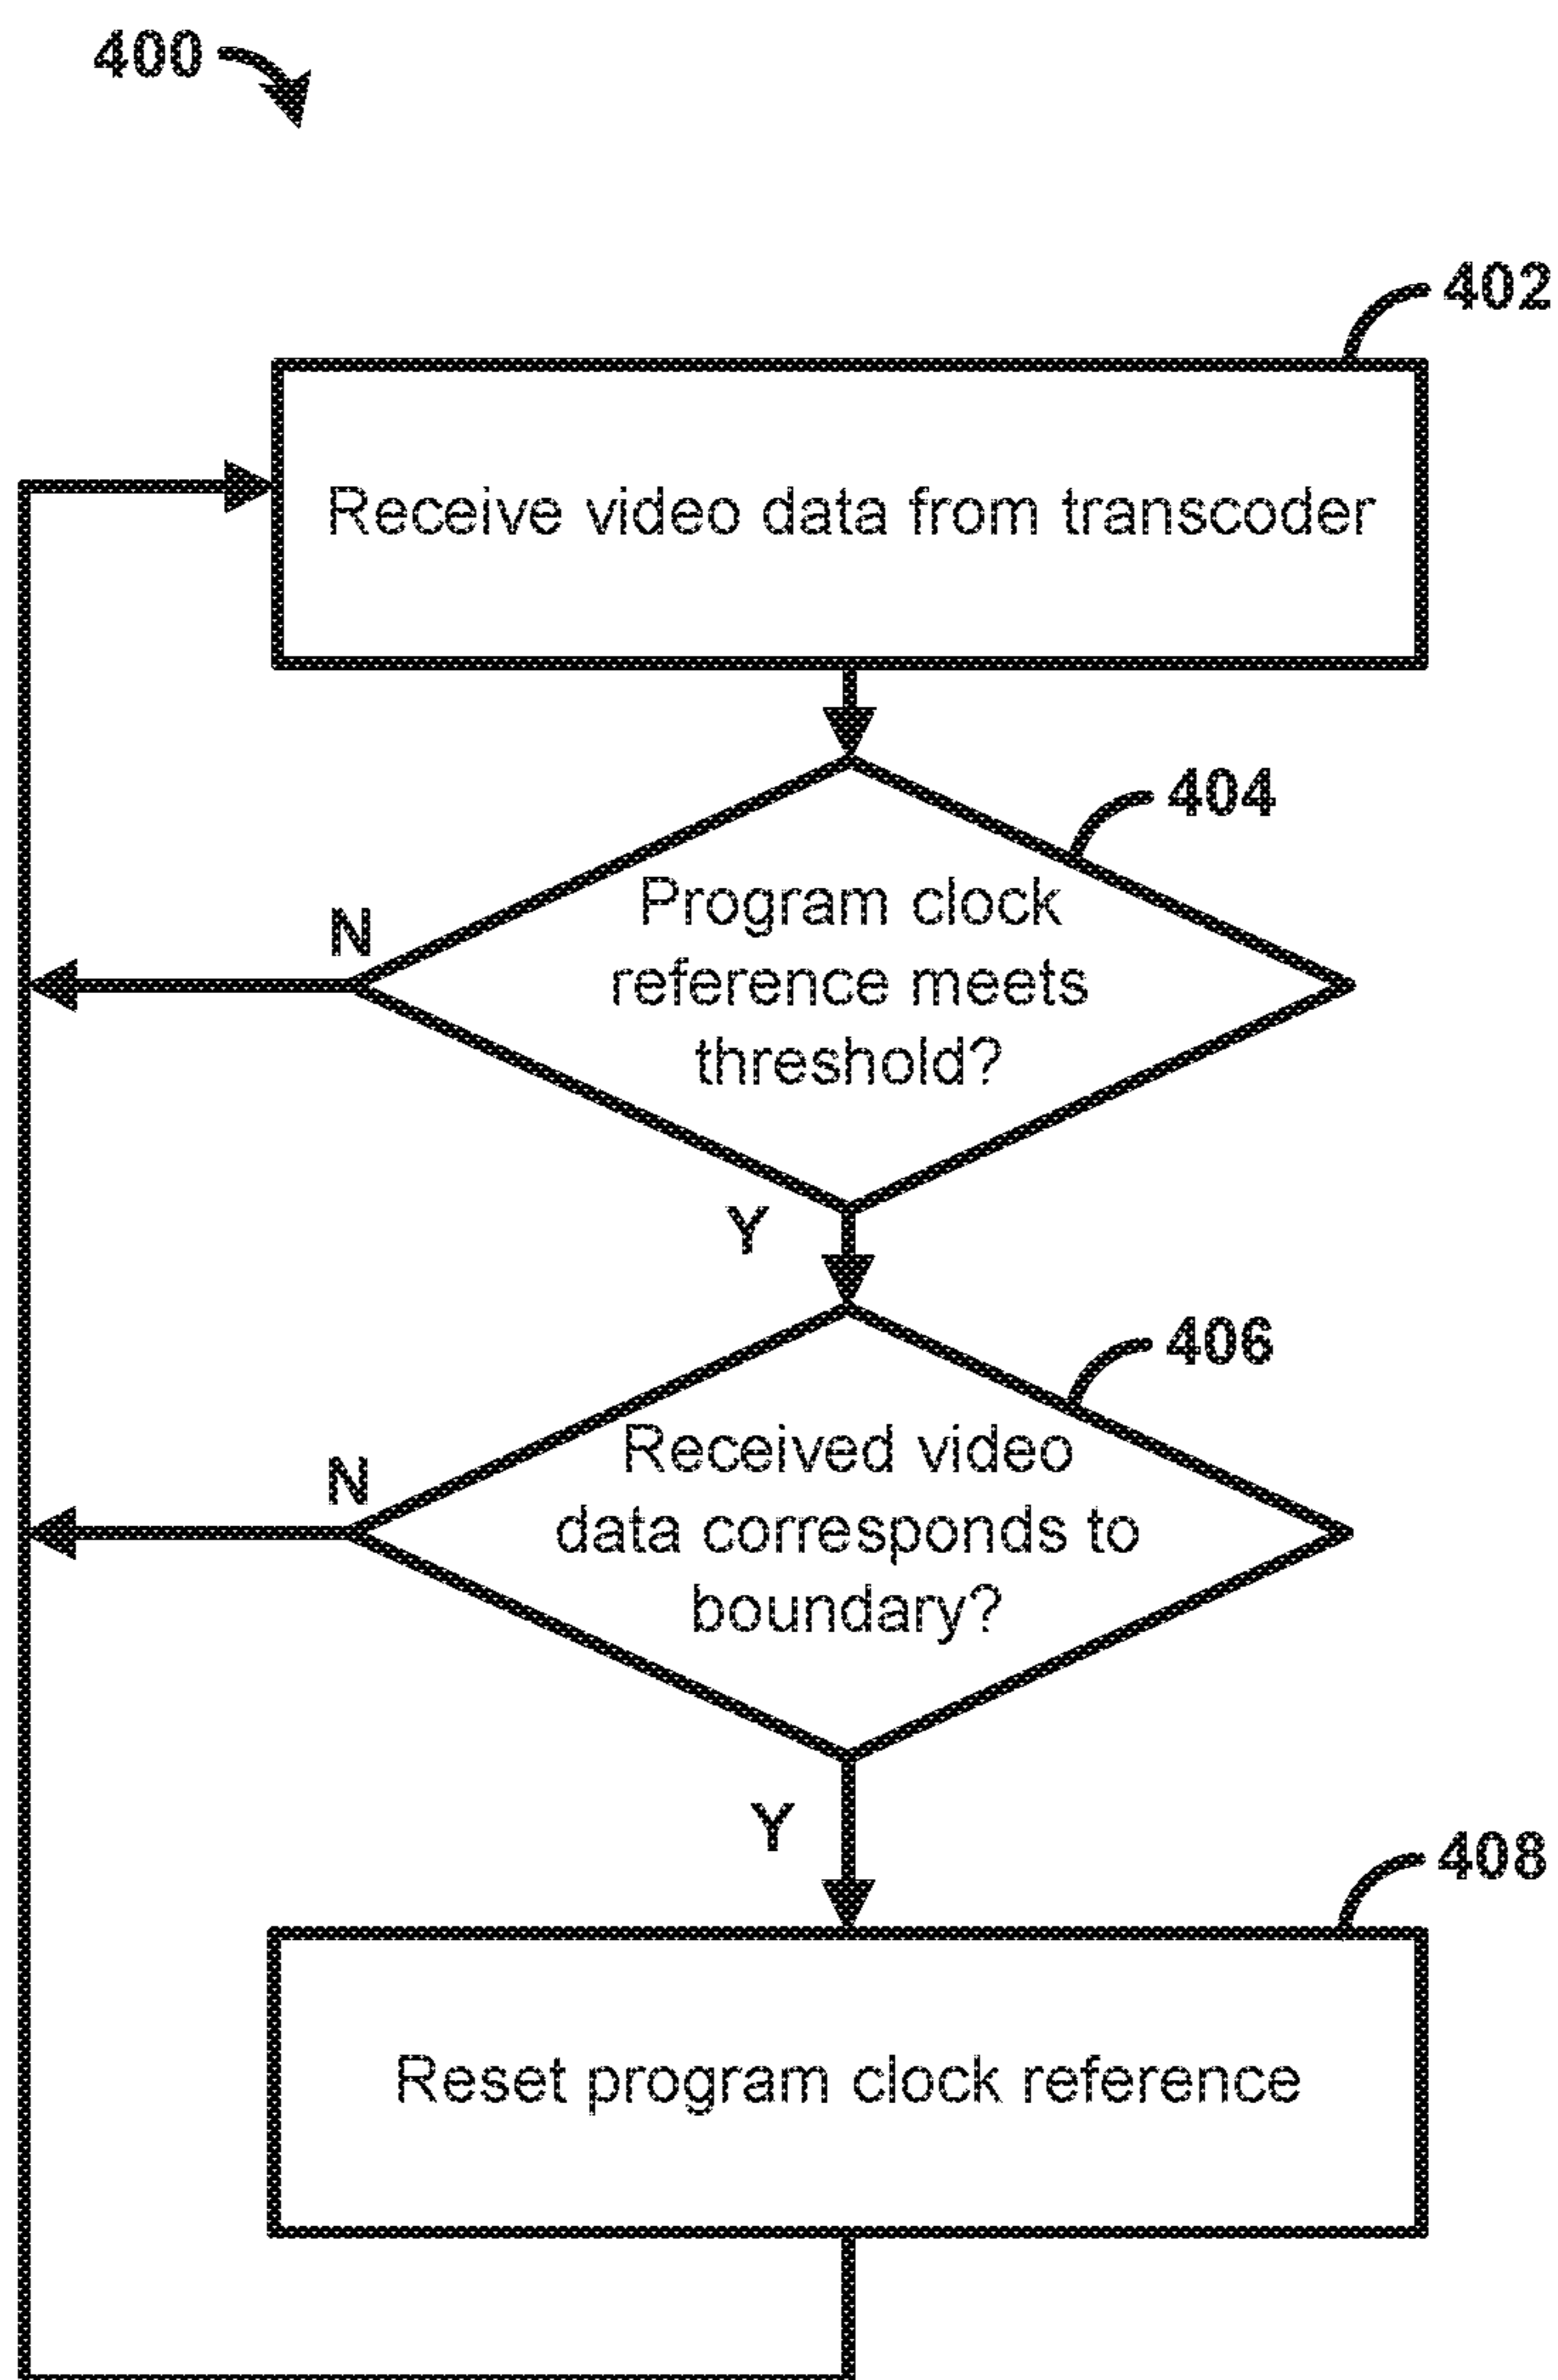 400
402
Receive video data from transcoder
404
Program clock
reference meets
threshold?
N
Y
406
Received video
data corresponds to
boundary?
N
Y
408
Reset program clock reference